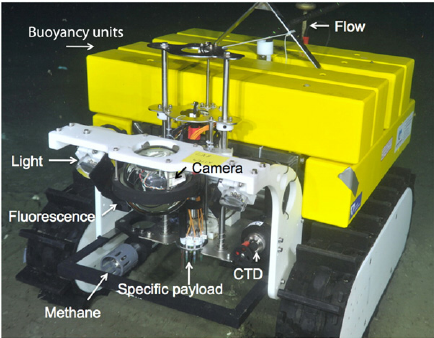 Flow
Buoyancy units
Light
Camera
Fluorescence
CTD
Specific payload
Methane